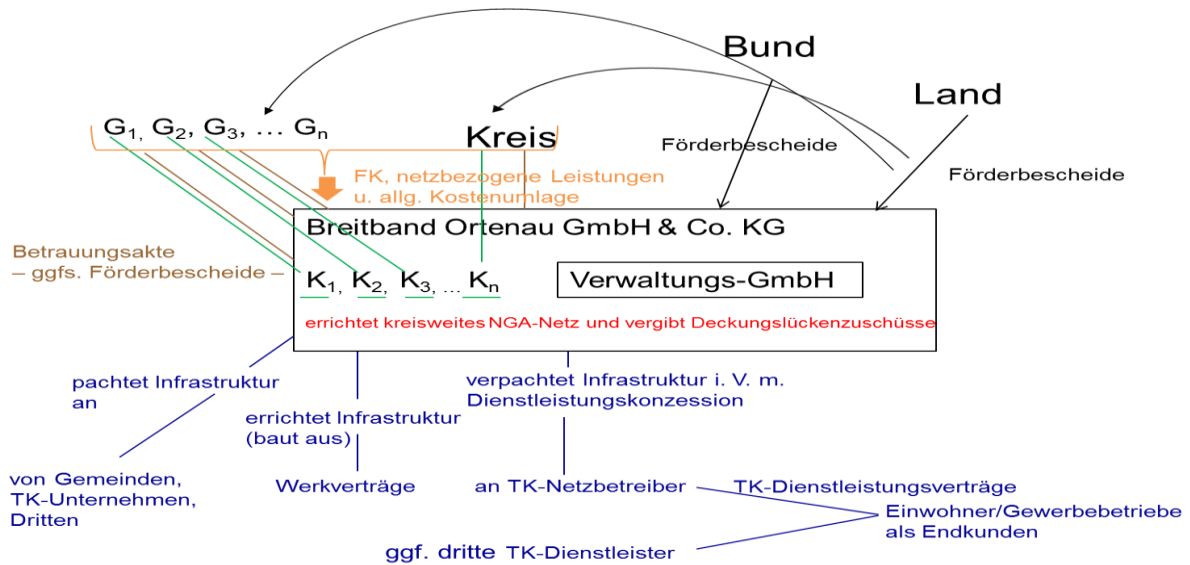 Bund
Land
G1, G2, G3, ... Gn
Kreis
Förderbescheide
Förderbescheide
FK, netzbezogene Leistungen
u. allg. Kostenumlage
Breitband Ortenau GmbH & Co. KG
Betrauungsakte
– ggfs. Förderbescheide –
K1, K2, K3, ... Kn
Verwaltungs-GmbH
errichtet kreisweites NGA-Netz und vergibt Deckungslückenzuschüsse
pachtet Infrastruktur
an
errichtet Infrastruktur
(baut aus)
verpachtet Infrastruktur i. V. m.
Dienstleistungskonzession
von Gemeinden,
TK-Unternehmen,
Dritten
Werkverträge
an TK-Netzbetreiber
TK-Dienstleistungsverträge
Einwohner/Gewerbebetriebe
als Endkunden
ggf. dritte TK-Dienstleister